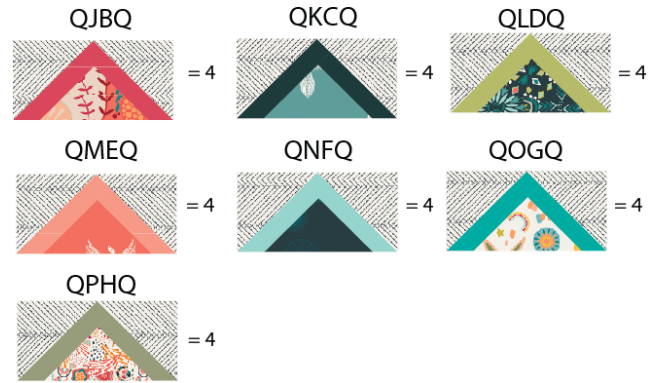 QJBQ QKCQ QLDQ
= 4 = 4 = 4
QMEQ QNFQ QOGQ
= 4 = 4 = 4
QPHQ
= 4